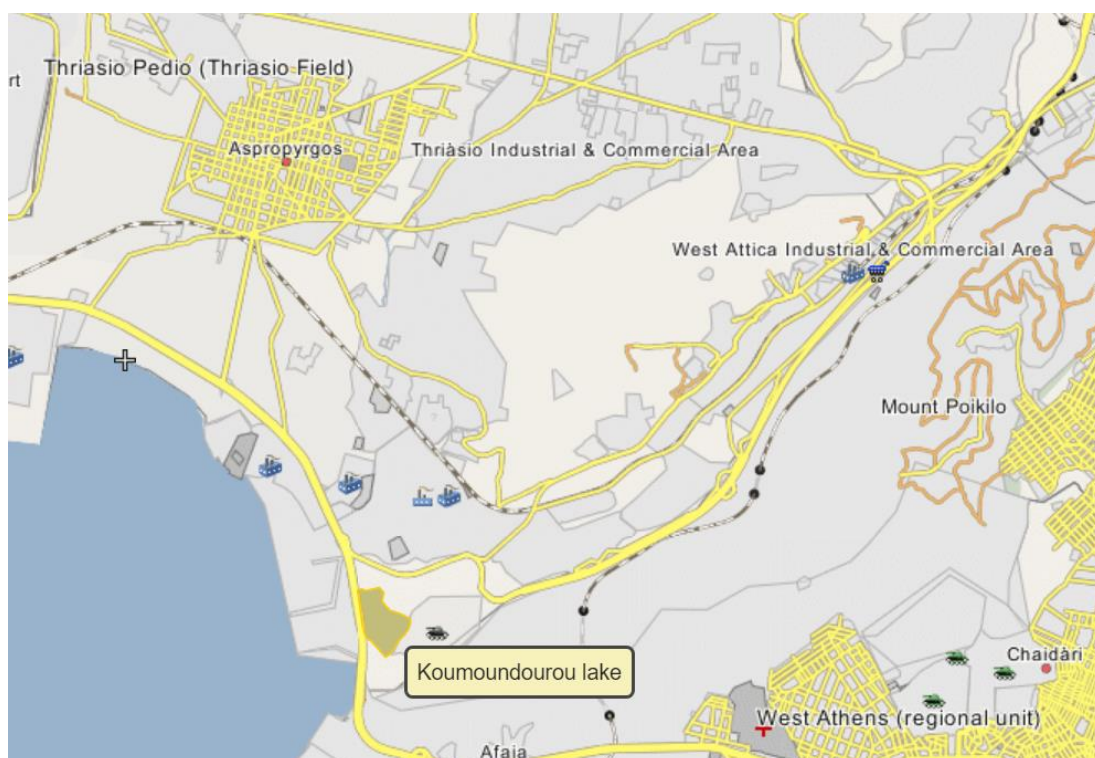 Thriasio Pedio (Thriasio Field)
rt
Aspropyrgos
Thriàsio Industrial & Commercial Area
West Attica Industrial & Commercial Area
Mount Poikilo
Koumoundourou lake
Chaidàri
West Athens (regional unit)
Afaia